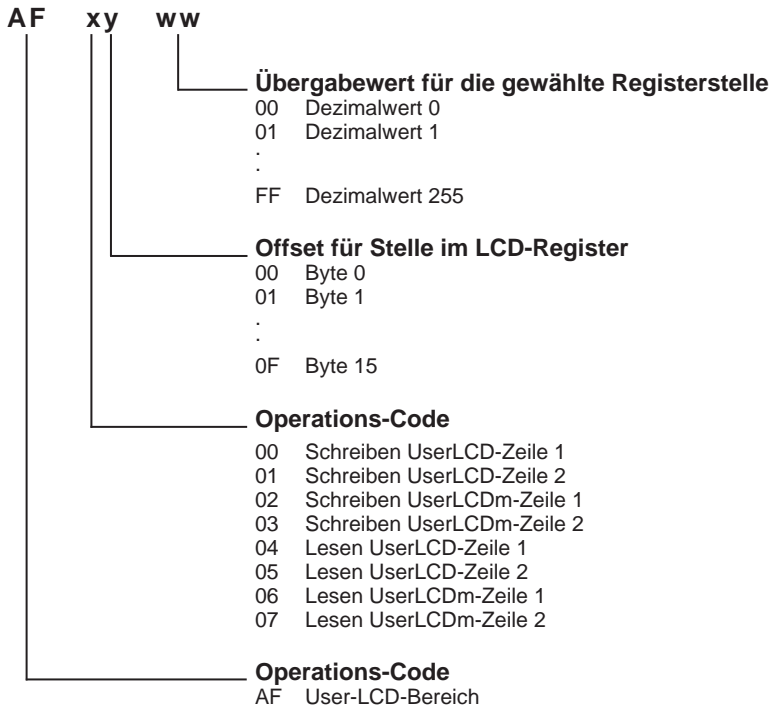 AF xy ww
Übergabewert für die gewählte Registerstelle
00 Dezimalwert 0
01 Dezimalwert 1
.
.
FF Dezimalwert 255
Offset für Stelle im LCD-Register
00 Byte 0
01 Byte 1
.
.
0F Byte 15
Operations-Code
00 Schreiben UserLCD-Zeile 1
01 Schreiben UserLCD-Zeile 2
02 Schreiben UserLCDm-Zeile 1
03 Schreiben UserLCDm-Zeile 2
04 Lesen UserLCD-Zeile 1
05 Lesen UserLCD-Zeile 2
06 Lesen UserLCDm-Zeile 1
07 Lesen UserLCDm-Zeile 2
Operations-Code
AF User-LCD-Bereich